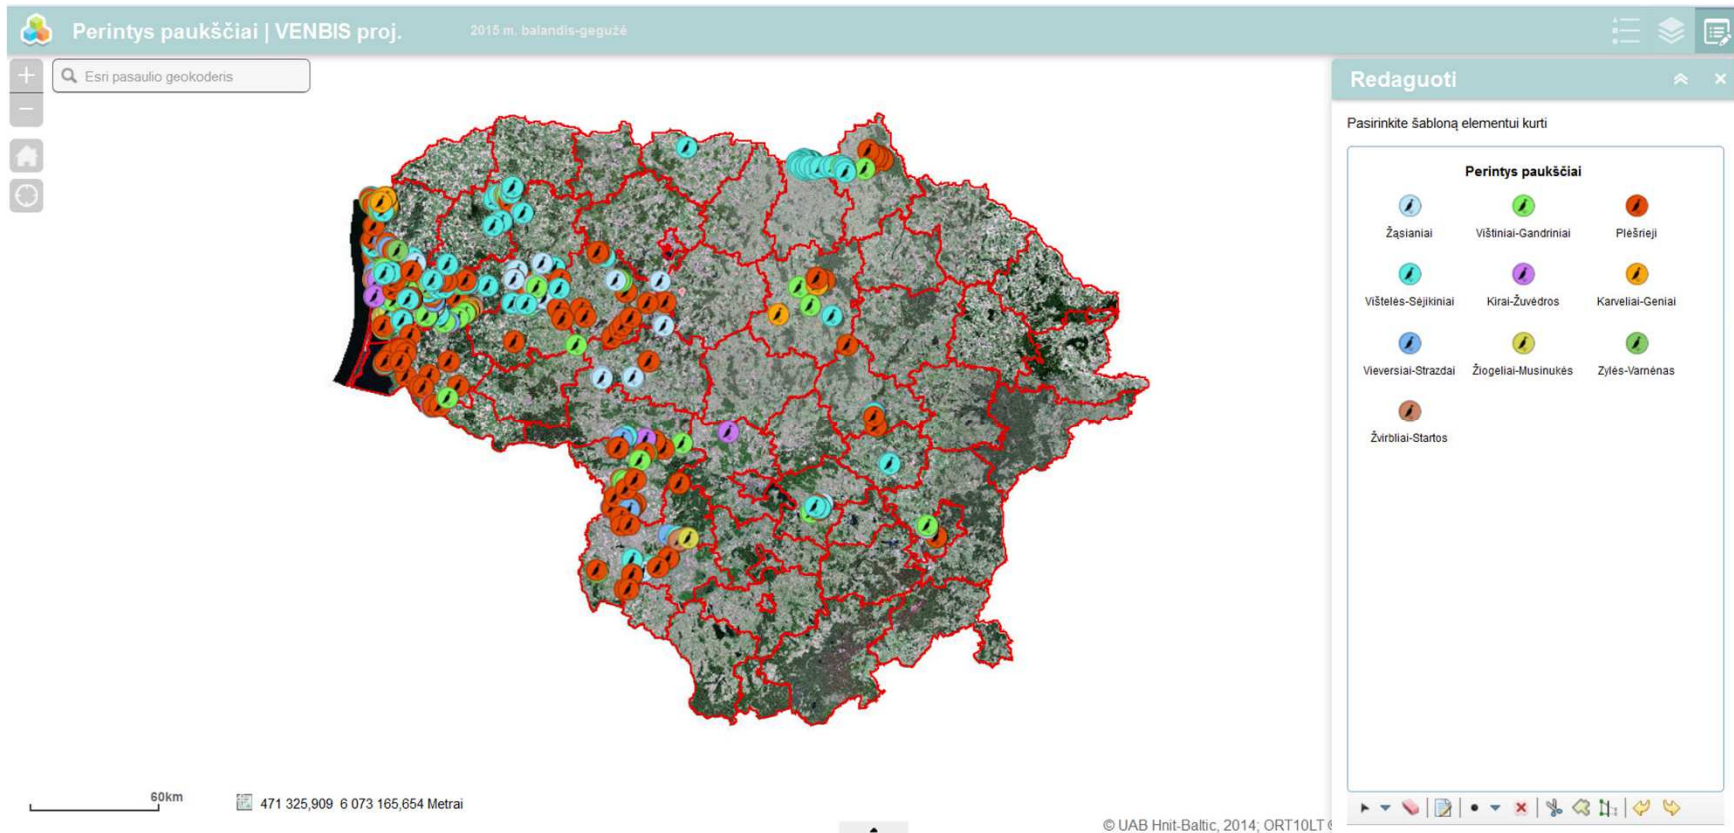 Perintys paukščiai | VENBIS proj.
2015 m. balandis-gegužė
Esri pasaulio geokoderis
Redaguoti
Pasirinkite šabloną elementui kurti
Perintys paukščiai
Žąsianiai
Vištiniai-Gandriniai
Plėšrieji
Vištelės-Sėjikiniai
Kirai-Žuvėdros
Karveliai-Geniai
Vieversiai-Strazdai
Žiogeliai-Musinukės
Zylės-Varnėnas
Žvirbliai-Startos
60km
471 325,909 6 073 165,654 Metrai
© UAB Hnit-Baltic, 2014; ORT10LT